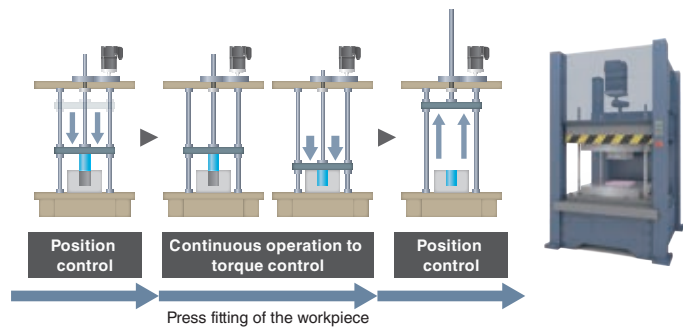 Position
control
Continuous operation to
torque control
Position
control
Press fitting of the workpiece